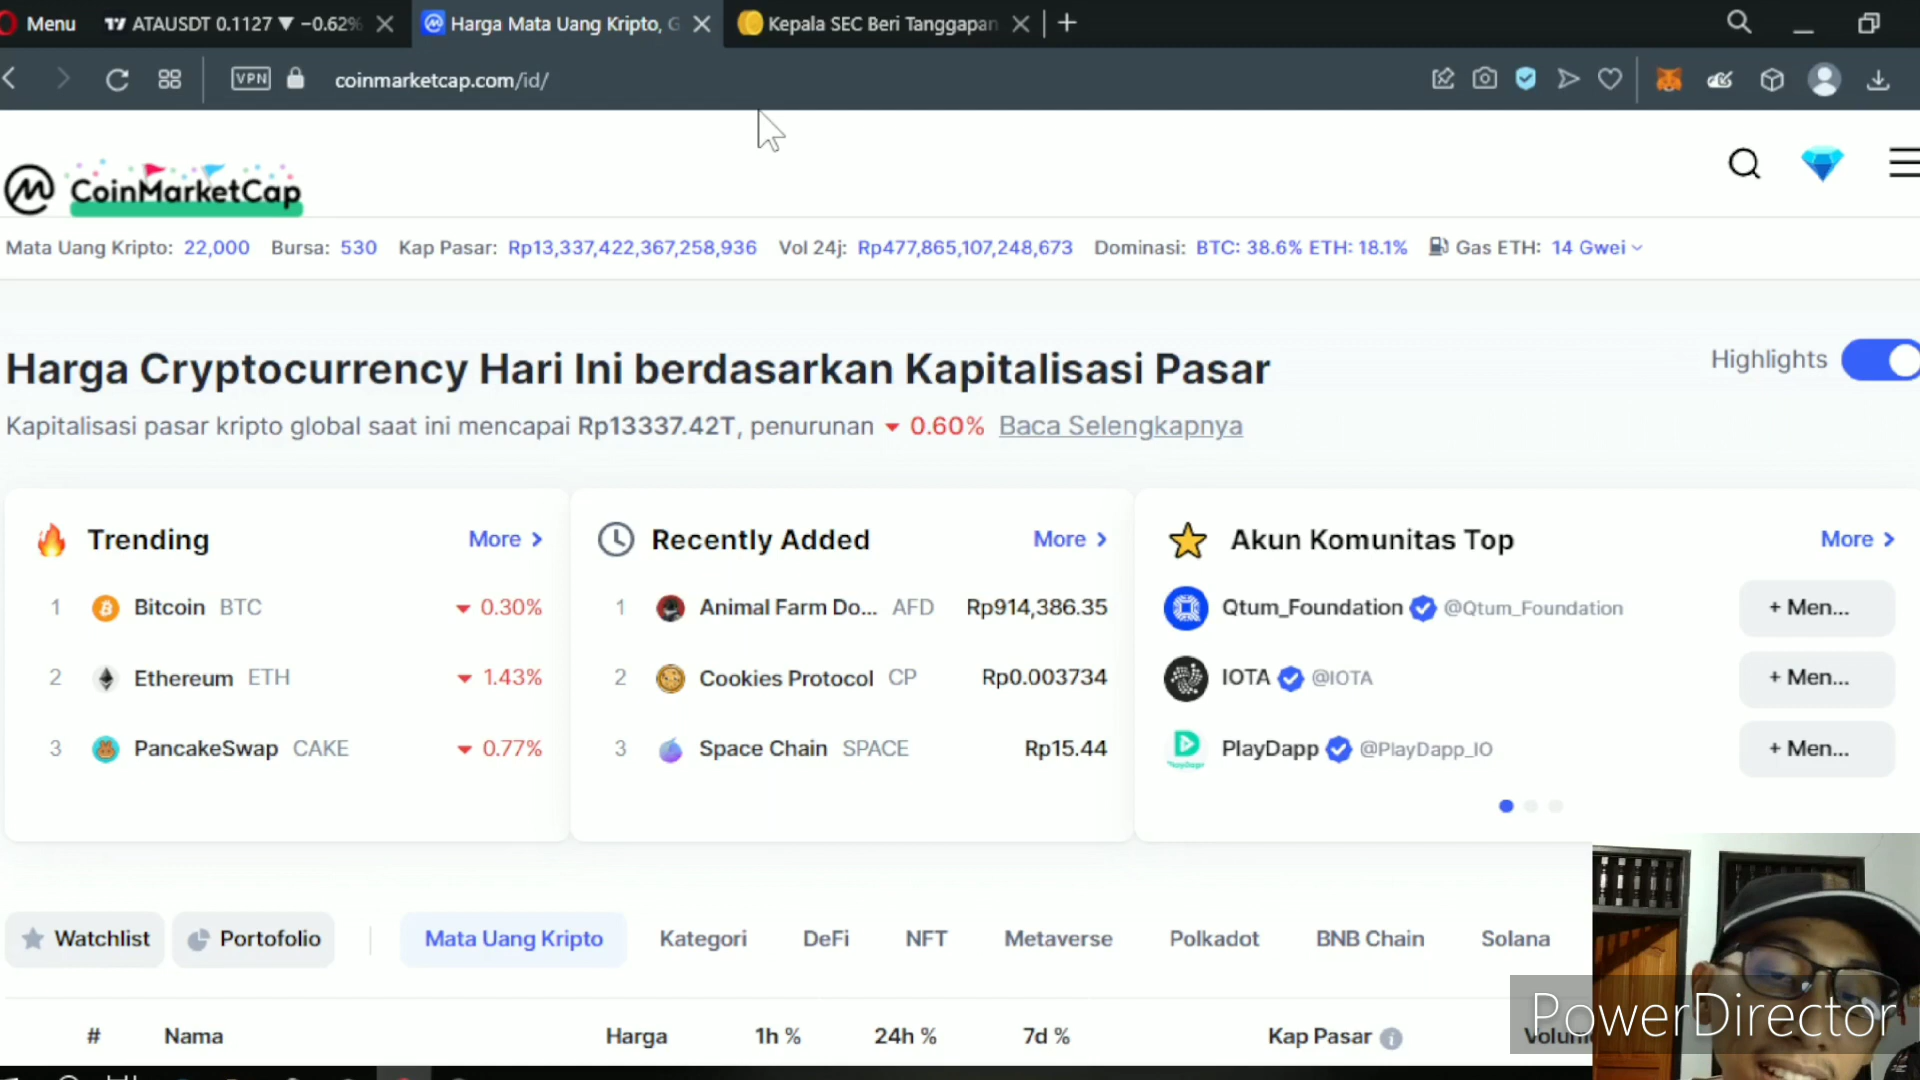 Menu
ATAUSDT 0.1127 ▼ −0.62%
Harga Mata Uang Kripto, G
Kepala SEC Beri Tanggapan
VPN
coinmarketcap.com/id/
CoinMarketCap
Mata Uang Kripto: 22,000 Bursa: 530 Kap Pasar: Rp13,337,422,367,258,936 Vol 24j: Rp477,865,107,248,673 Dominasi: BTC: 38.6% ETH: 18.1% Gas ETH: 14 Gwei
Harga Cryptocurrency Hari Ini berdasarkan Kapitalisasi Pasar
Highlights
Kapitalisasi pasar kripto global saat ini mencapai Rp13337.42T, penurunan ▼ 0.60% Baca Selengkapnya
Trending
More >
1 Bitcoin BTC ▼ 0.30%
2 Ethereum ETH ▼ 1.43%
3 PancakeSwap CAKE ▼ 0.77%
Recently Added
More >
1 Animal Farm Do... AFD Rp914,386.35
2 Cookies Protocol CP Rp0.003734
3 Space Chain SPACE Rp15.44
Akun Komunitas Top
More >
Qtum_Foundation @Qtum_Foundation + Men...
IOTA @IOTA + Men...
PlayDapp @PlayDapp_IO + Men...
Watchlist Portofolio Mata Uang Kripto Kategori DeFi NFT Metaverse Polkadot BNB Chain Solana
# Nama Harga 1h % 24h % 7d % Kap Pasar
PowerDirector